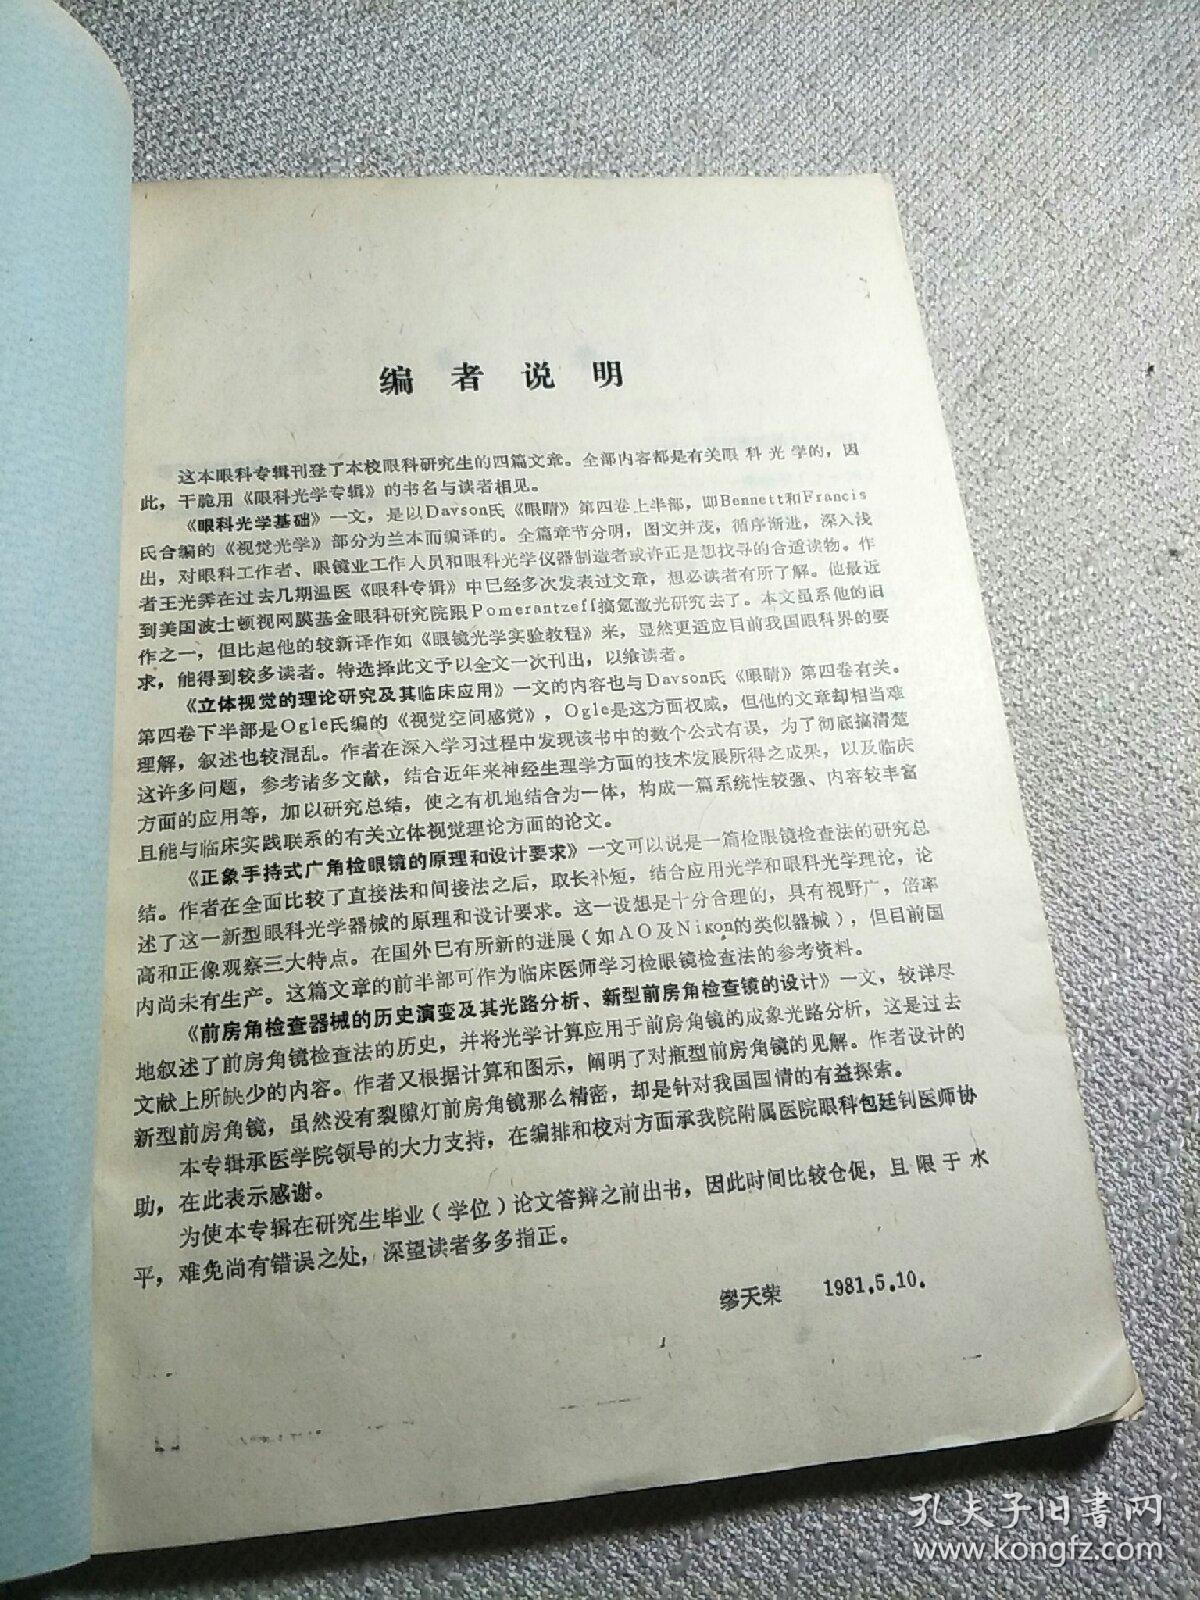 编者说明
这本眼科专辑刊登了本校眼科研究生的四篇文章。全部内容都是有关眼科光学的，因
此，干脆用《眼科光学专辑》的书名与读者相见。
《眼科光学基础》一文，是以Davson氏《眼睛》第四卷上半部，即Bennett和Francis
氏合编的《视觉光学》部分为兰本而编译的。全篇章节分明，图文并茂，循序渐进，深入浅
出，对眼科工作者、眼镜业工作人员和眼科光学仪器制造者或许正是想找寻的合适读物。作
者王光霁在过去几期温医《眼科专辑》中已经多次发表过文章，想必读者有所了解。他最近
到美国波士顿视网膜基金眼科研究院跟Pomerantzeff搞氪激光研究去了。本文虽系他的旧
作之一，但比起他的较新译作如《眼镜光学实验教程》来，显然更适应目前我国眼科界的要
求，能得到较多读者。特选择此文予以全文一次刊出，以飨读者。
《立体视觉的理论研究及其临床应用》一文的内容也与Davson氏《眼睛》第四卷有关。
第四卷下半部是Ogle氏编的《视觉空间感觉》，Ogle是这方面权威，但他的文章却相当难
理解，叙述也较混乱。作者在深入学习过程中发现该书中的数个公式有误，为了彻底搞清楚
这许多问题，参考诸多文献，结合近年来神经生理学方面的技术发展所得之成果，以及临床
方面的应用等，加以研究总结，使之有机地结合为一体，构成一篇系统性较强、内容较丰富
且能与临床实践联系的有关立体视觉理论方面的论文。
《正象手持式广角检眼镜的原理和设计要求》一文可以说是一篇检眼镜检查法的研究总
结。作者在全面比较了直接法和间接法之后，取长补短，结合应用光学和眼科光学理论，论
述了这一新型眼科光学器械的原理和设计要求。这一设想是十分合理的，具有视野广，倍率
高和正像观察三大特点。在国外已有所新的进展（如AO及Nikon的类似器械），但目前国
内尚未有生产。这篇文章的前半部可作为临床医师学习检眼镜检查法的参考资料。
《前房角检查器械的历史演变及其光路分析、新型前房角检查镜的设计》一文，较详尽
地叙述了前房角镜检查法的历史，并将光学计算应用于前房角镜的成象光路分析，这是过去
文献上所缺少的内容。作者又根据计算和图示，阐明了对瓶型前房角镜的见解。作者设计的
新型前房角镜，虽然没有裂隙灯前房角镜那么精密，却是针对我国国情的有益探索。
本专辑承医学院领导的大力支持，在编排和校对方面承我院附属医院眼科包廷钊医师协
助，在此表示感谢。
为使本专辑在研究生毕业（学位）论文答辩之前出书，因此时间比较仓促，且限于水
平，难免尚有错误之处，深望读者多多指正。
缪天荣 1981.5.10.
孔夫子旧书网
www.kongfz.com